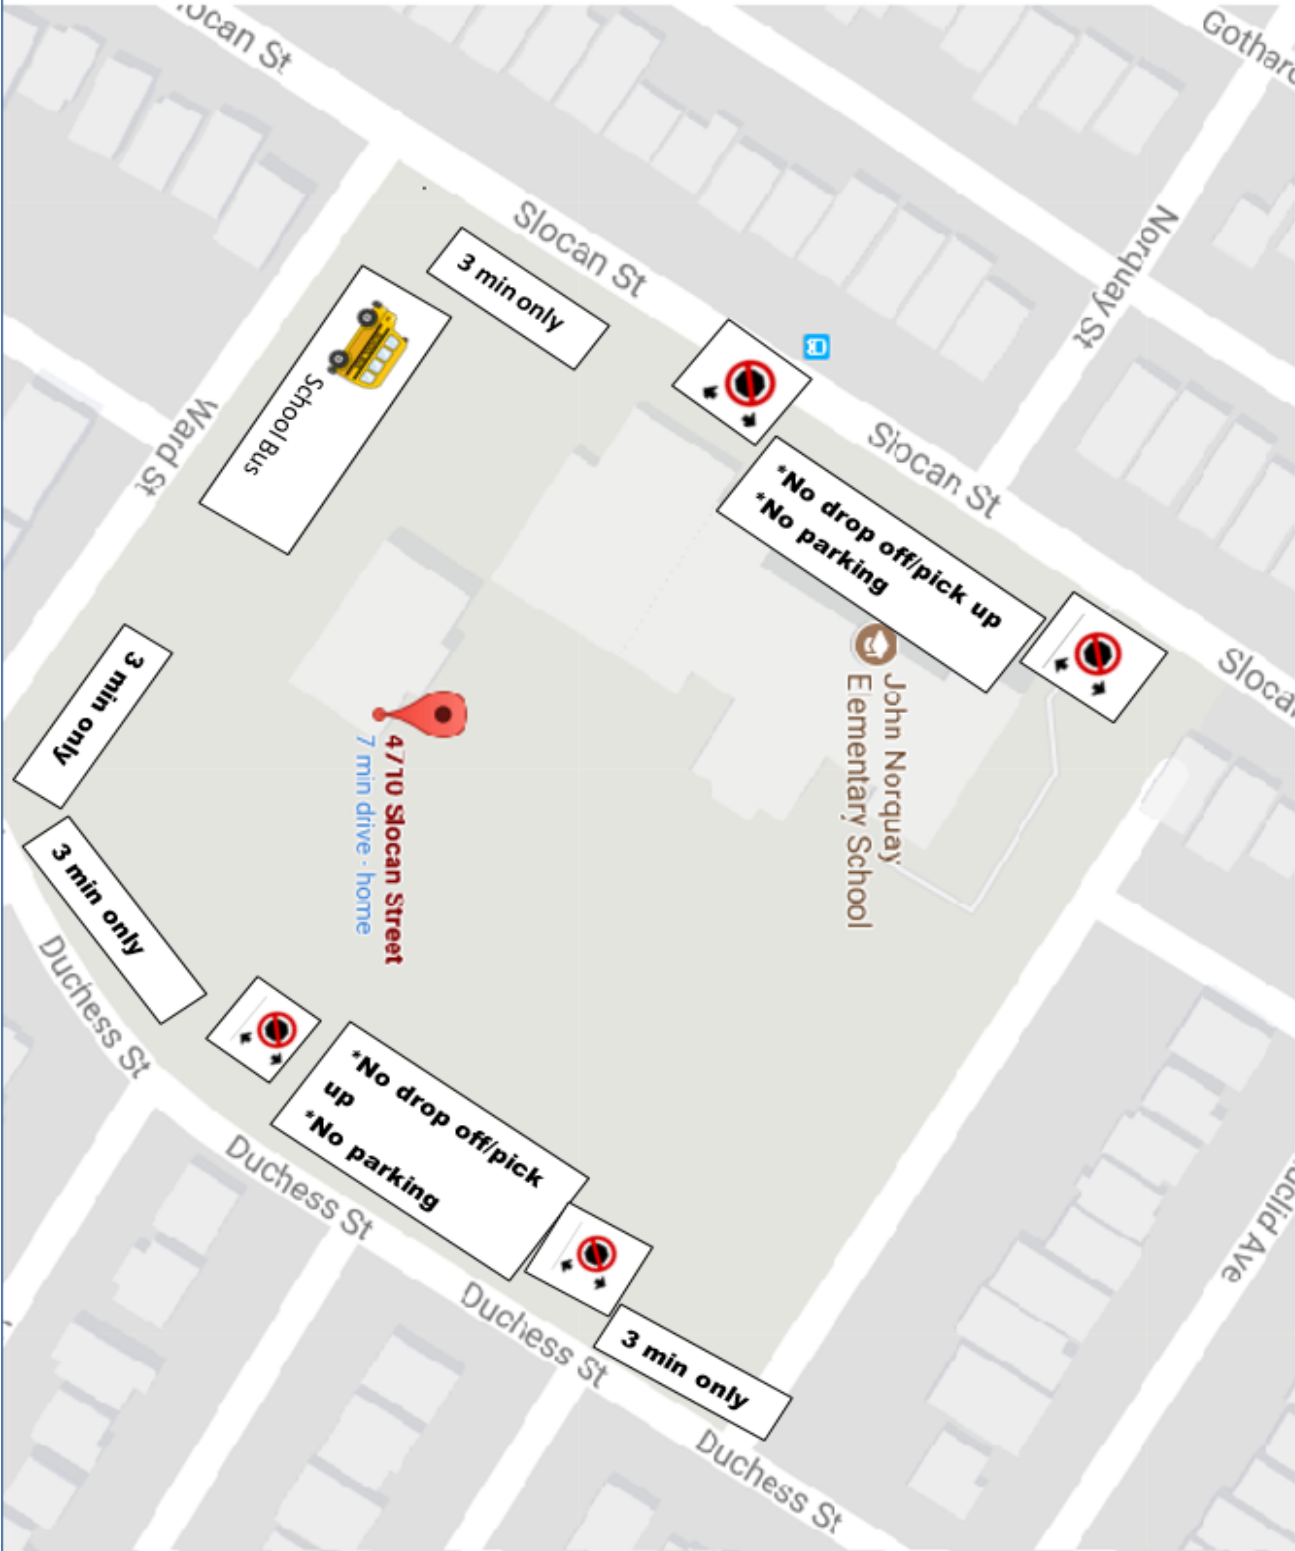 Slocan St
Gothard
Norquay St
Slocan St
3 min only
School Bus
Ward St
Slocan St
*No drop off/pick up
*No parking
Slocan
3 min only
John Norquay
Elementary School
4710 Slocan Street
7 min drive - home
3 min only
Duchess St
*No drop off/pick
up
*No parking
Duchess St
Duchess St
3 min only
Duchess St